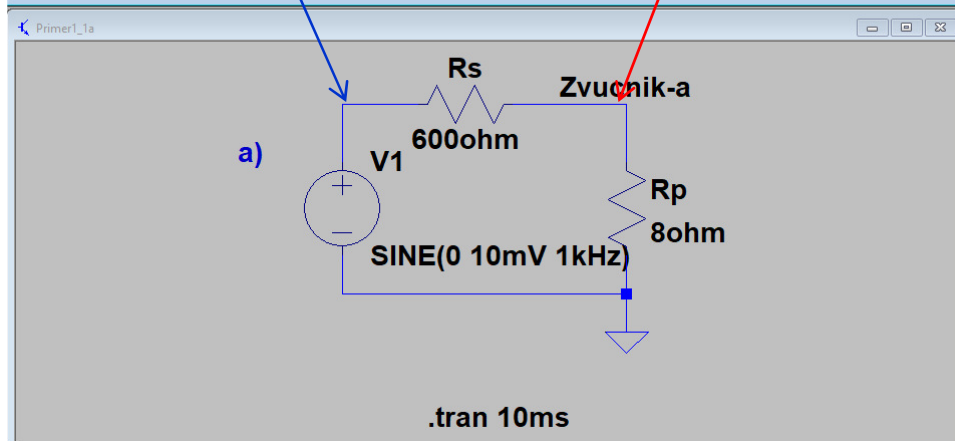 Primer1_1a
Rs
Zvucnik-a
600ohm
a)
V1
Rp
8ohm
SINE(0 10mV 1kHz)
.tran 10ms